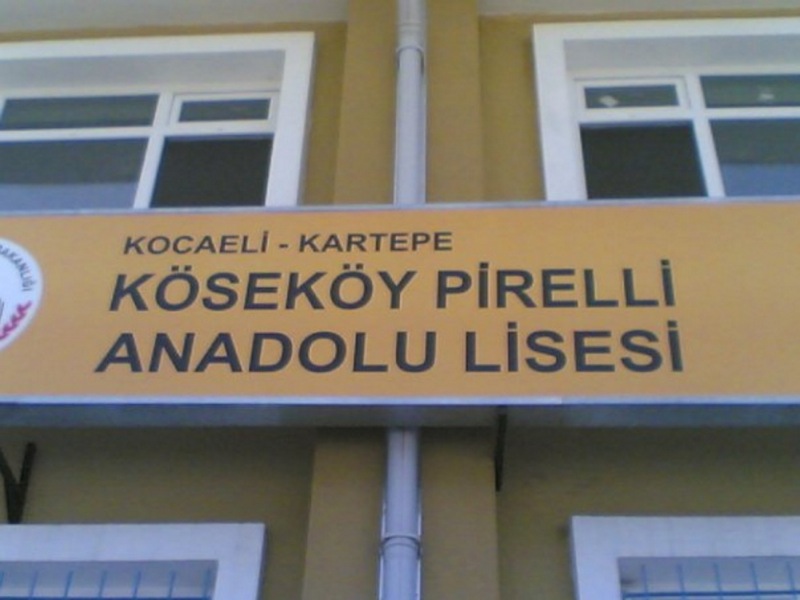 KOCAELİ - KARTEPE
KÖSEKÖY PİRELLİ
ANADOLU LİSESİ